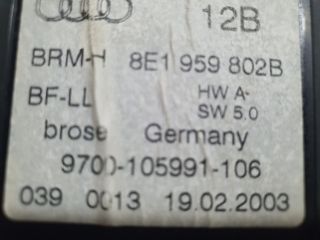 12B
BRM-H 8E1 959 802B
BF-LL HW A-
SW 5.0
brose Germany
9700-105991-106
039 0013 19.02.2003